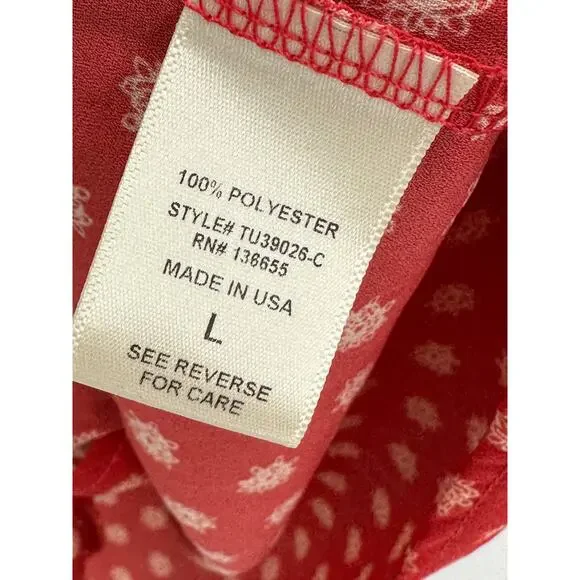 100% POLYESTER
STYLE# TU39026-C
RN# 136655
MADE IN USA
L
SEE REVERSE
FOR CARE